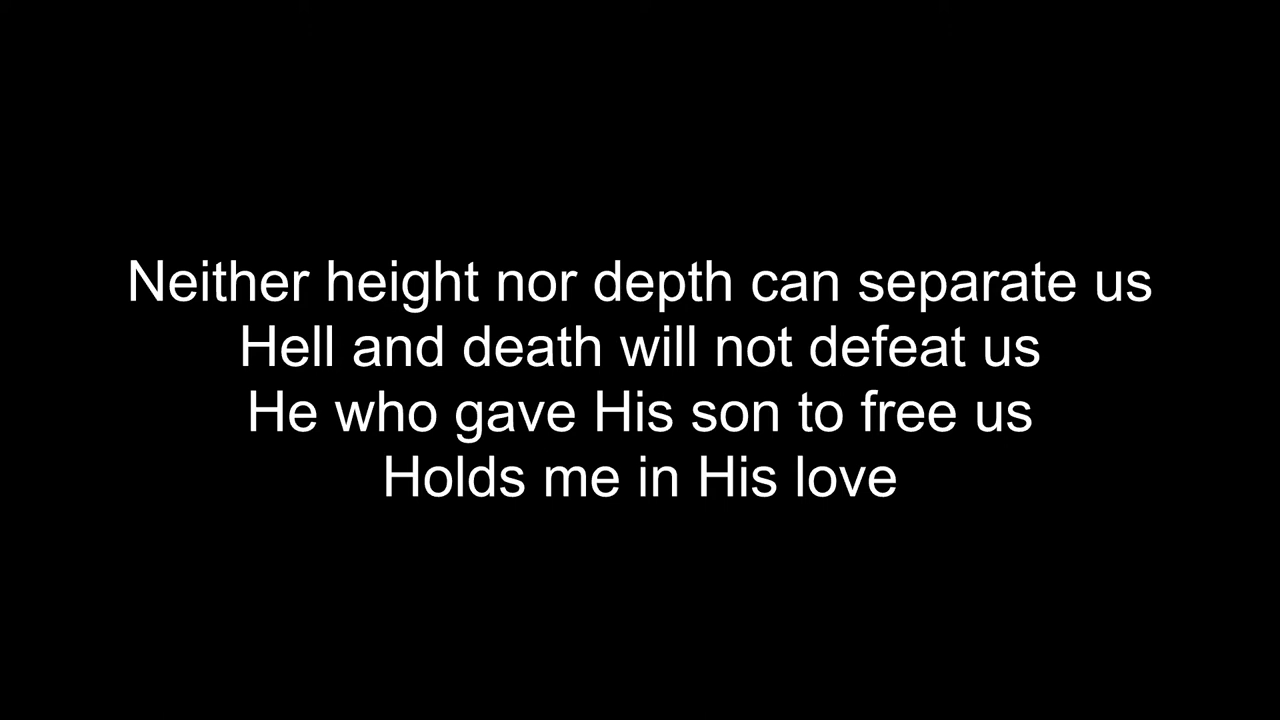 Neither height nor depth can separate us
Hell and death will not defeat us
He who gave His son to free us
Holds me in His love